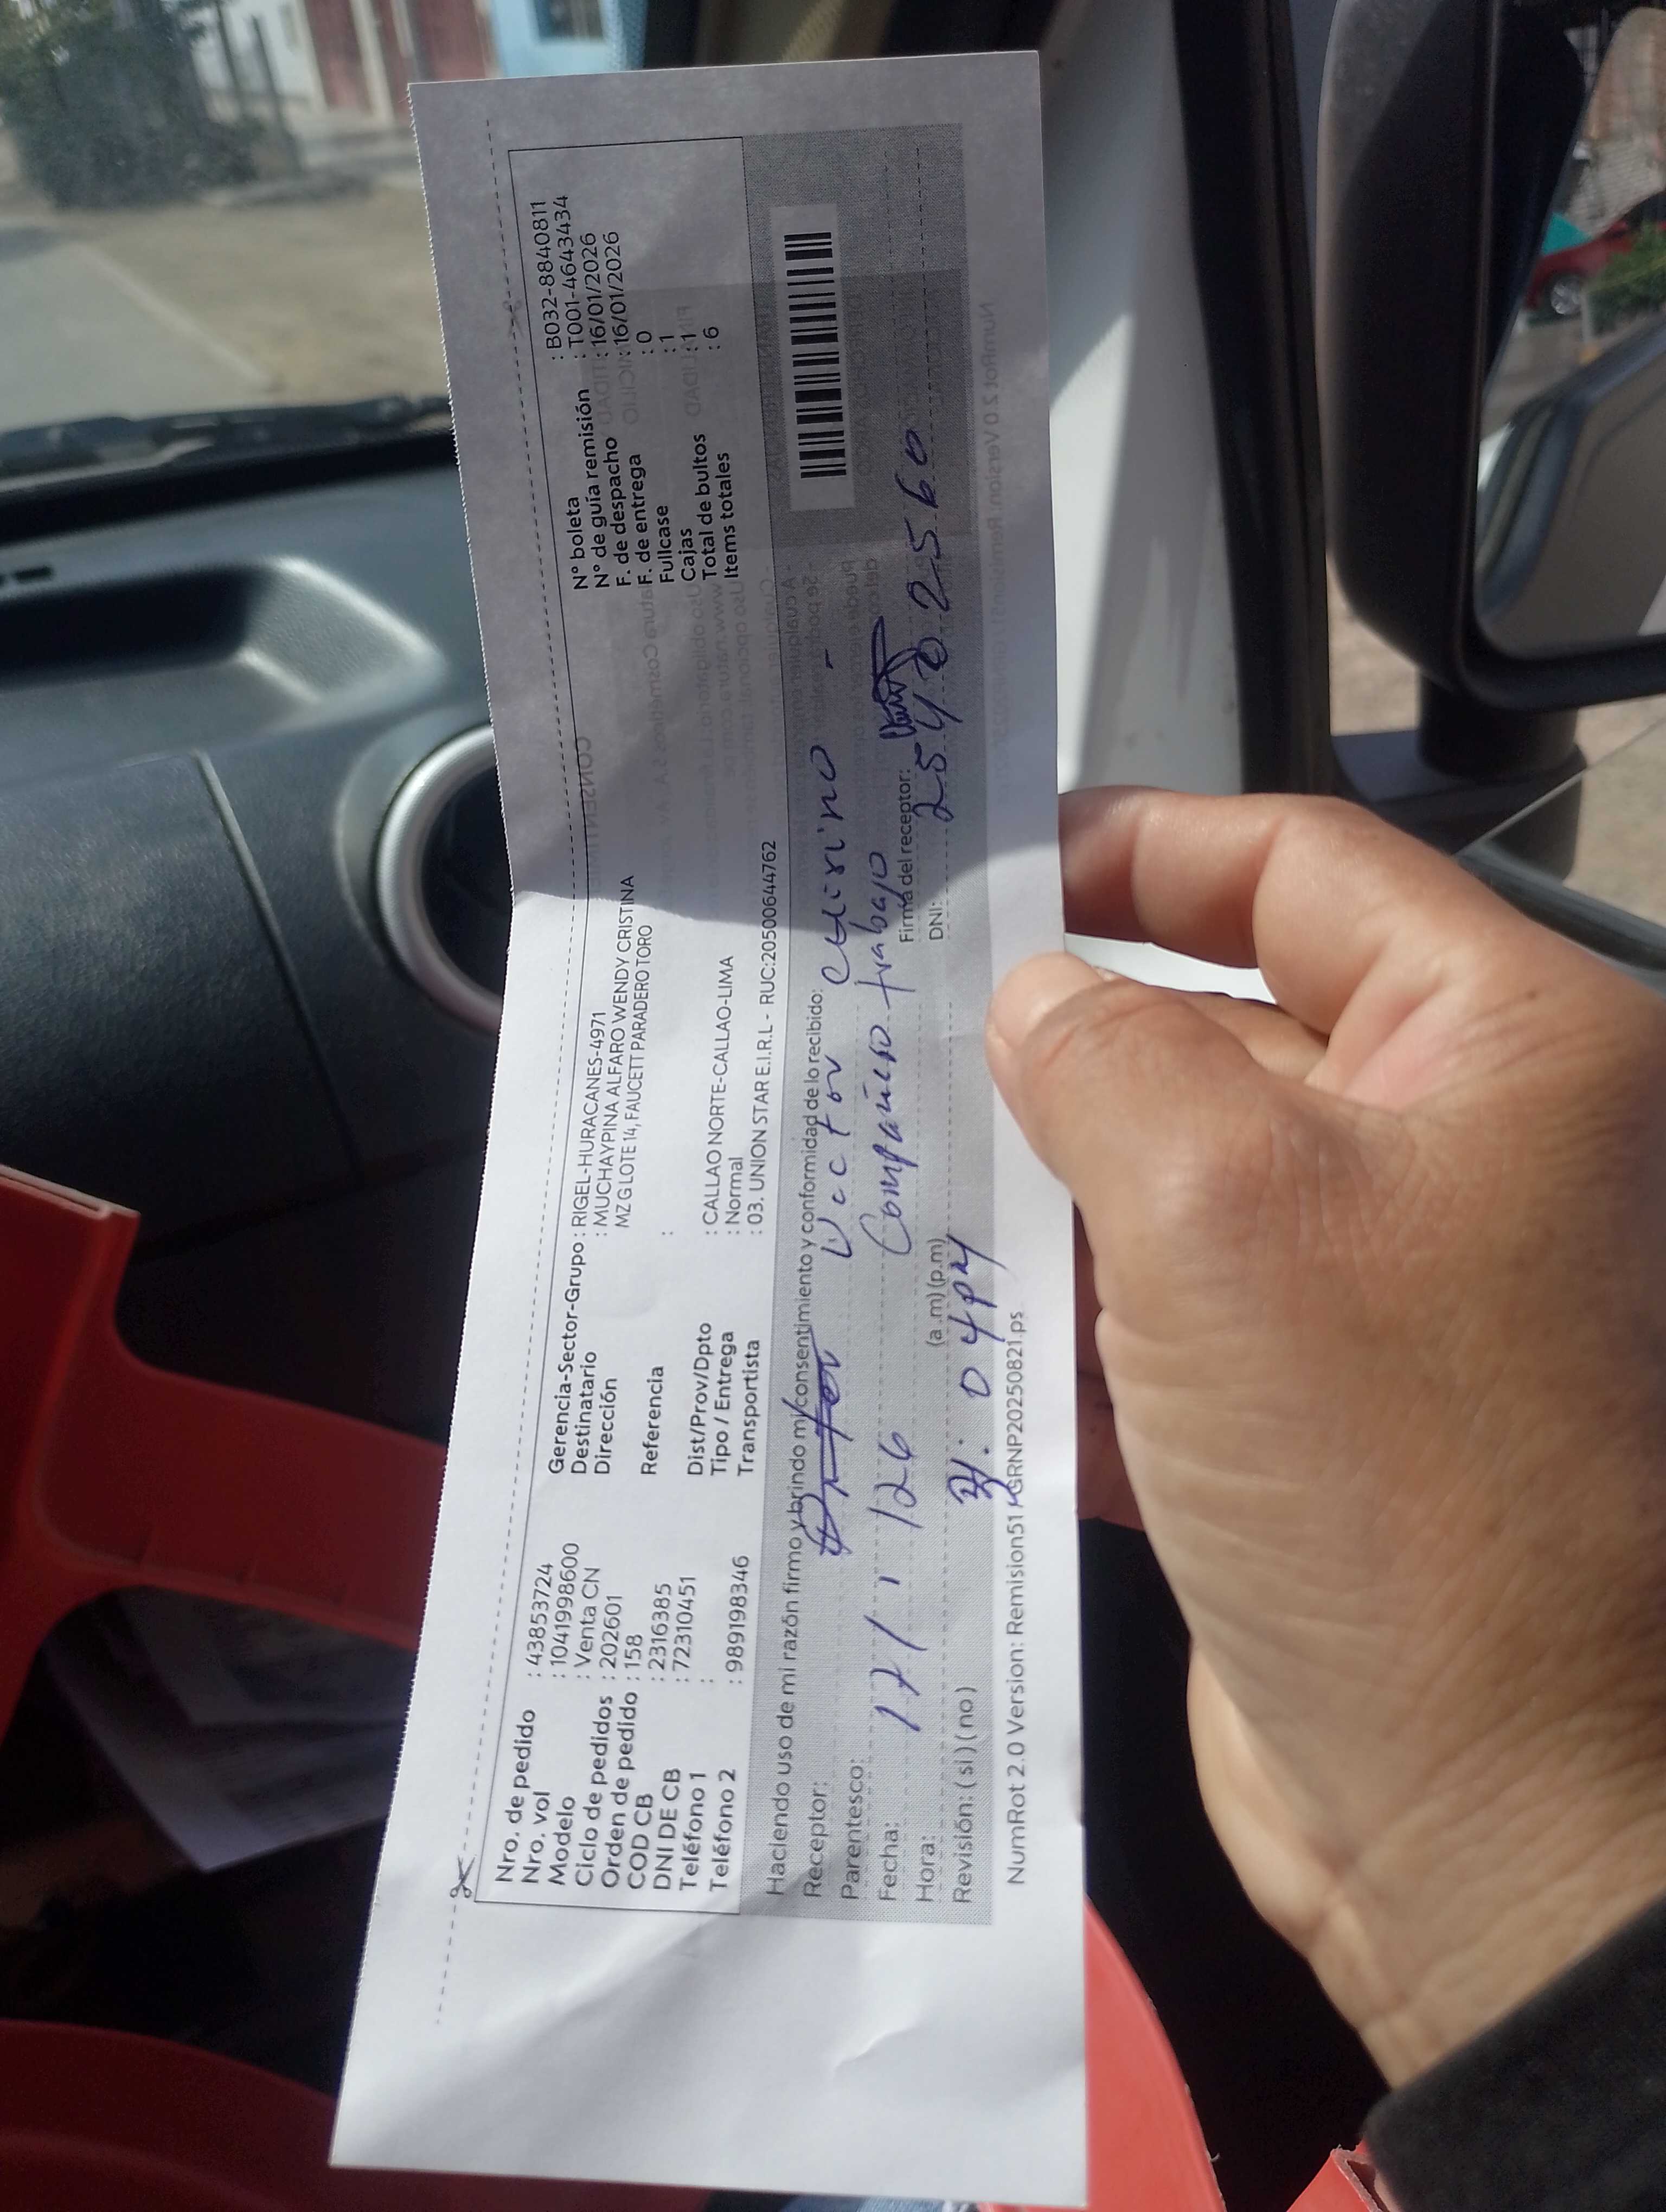 Nro. de pedido : 43853724
Nro. vol : 10419998600
Modelo : Venta CN
Ciclo de pedidos : 202601
Orden de pedido : 158
COD CB : 2316385
DNI DE CB : 72310451
Teléfono 1 :
Teléfono 2 : 989198346
Gerencia-Sector-Grupo : RIGEL-HURACANES-4971
Destinatario : MUCHAYPINA ALFARO WENDY CRISTINA
Dirección MZ G LOTE 14, FAUCETT PARADERO TORO
Referencia :
Dist/Prov/Dpto : CALLAO NORTE-CALLAO-LIMA
Tipo / Entrega : Normal
Transportista : 03. UNION STAR E.I.R.L - RUC:20500644762
N° boleta : B032-8840811
N° de guía remisión : T001-4643434
F. de despacho : 16/01/2026
F. de entrega : 16/01/2026
Fullcase : 0
Cajas : 1
Total de bultos : 1
Items totales : 6
Haciendo uso de mi razón firmo y brindo mi consentimiento y conformidad de lo recibido:
Receptor: Victor
Parentesco: Compañero trabajo
Fecha: 17/1/26 Firma del receptor:
Hora: 04 pm (a.m) (p.m) DNI: 2560
Revisión: ( si ) ( no )
NumRot 2.0 Version: Remision51